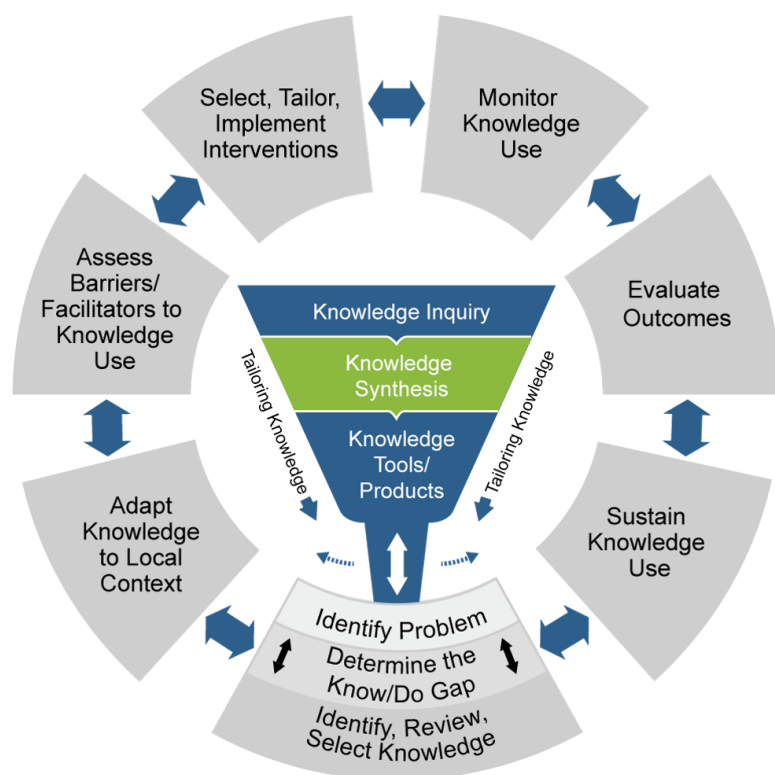 Select, Tailor,
Implement
Interventions
Monitor
Knowledge
Use
Assess
Barriers/
Facilitators to
Knowledge
Use
Evaluate
Outcomes
Knowledge Inquiry
Knowledge
Synthesis
Knowledge
Tools/
Products
Tailoring Knowledge
Tailoring Knowledge
Adapt
Knowledge
to Local
Context
Sustain
Knowledge
Use
Identify Problem
Determine the
Know/Do Gap
Identify, Review,
Select Knowledge